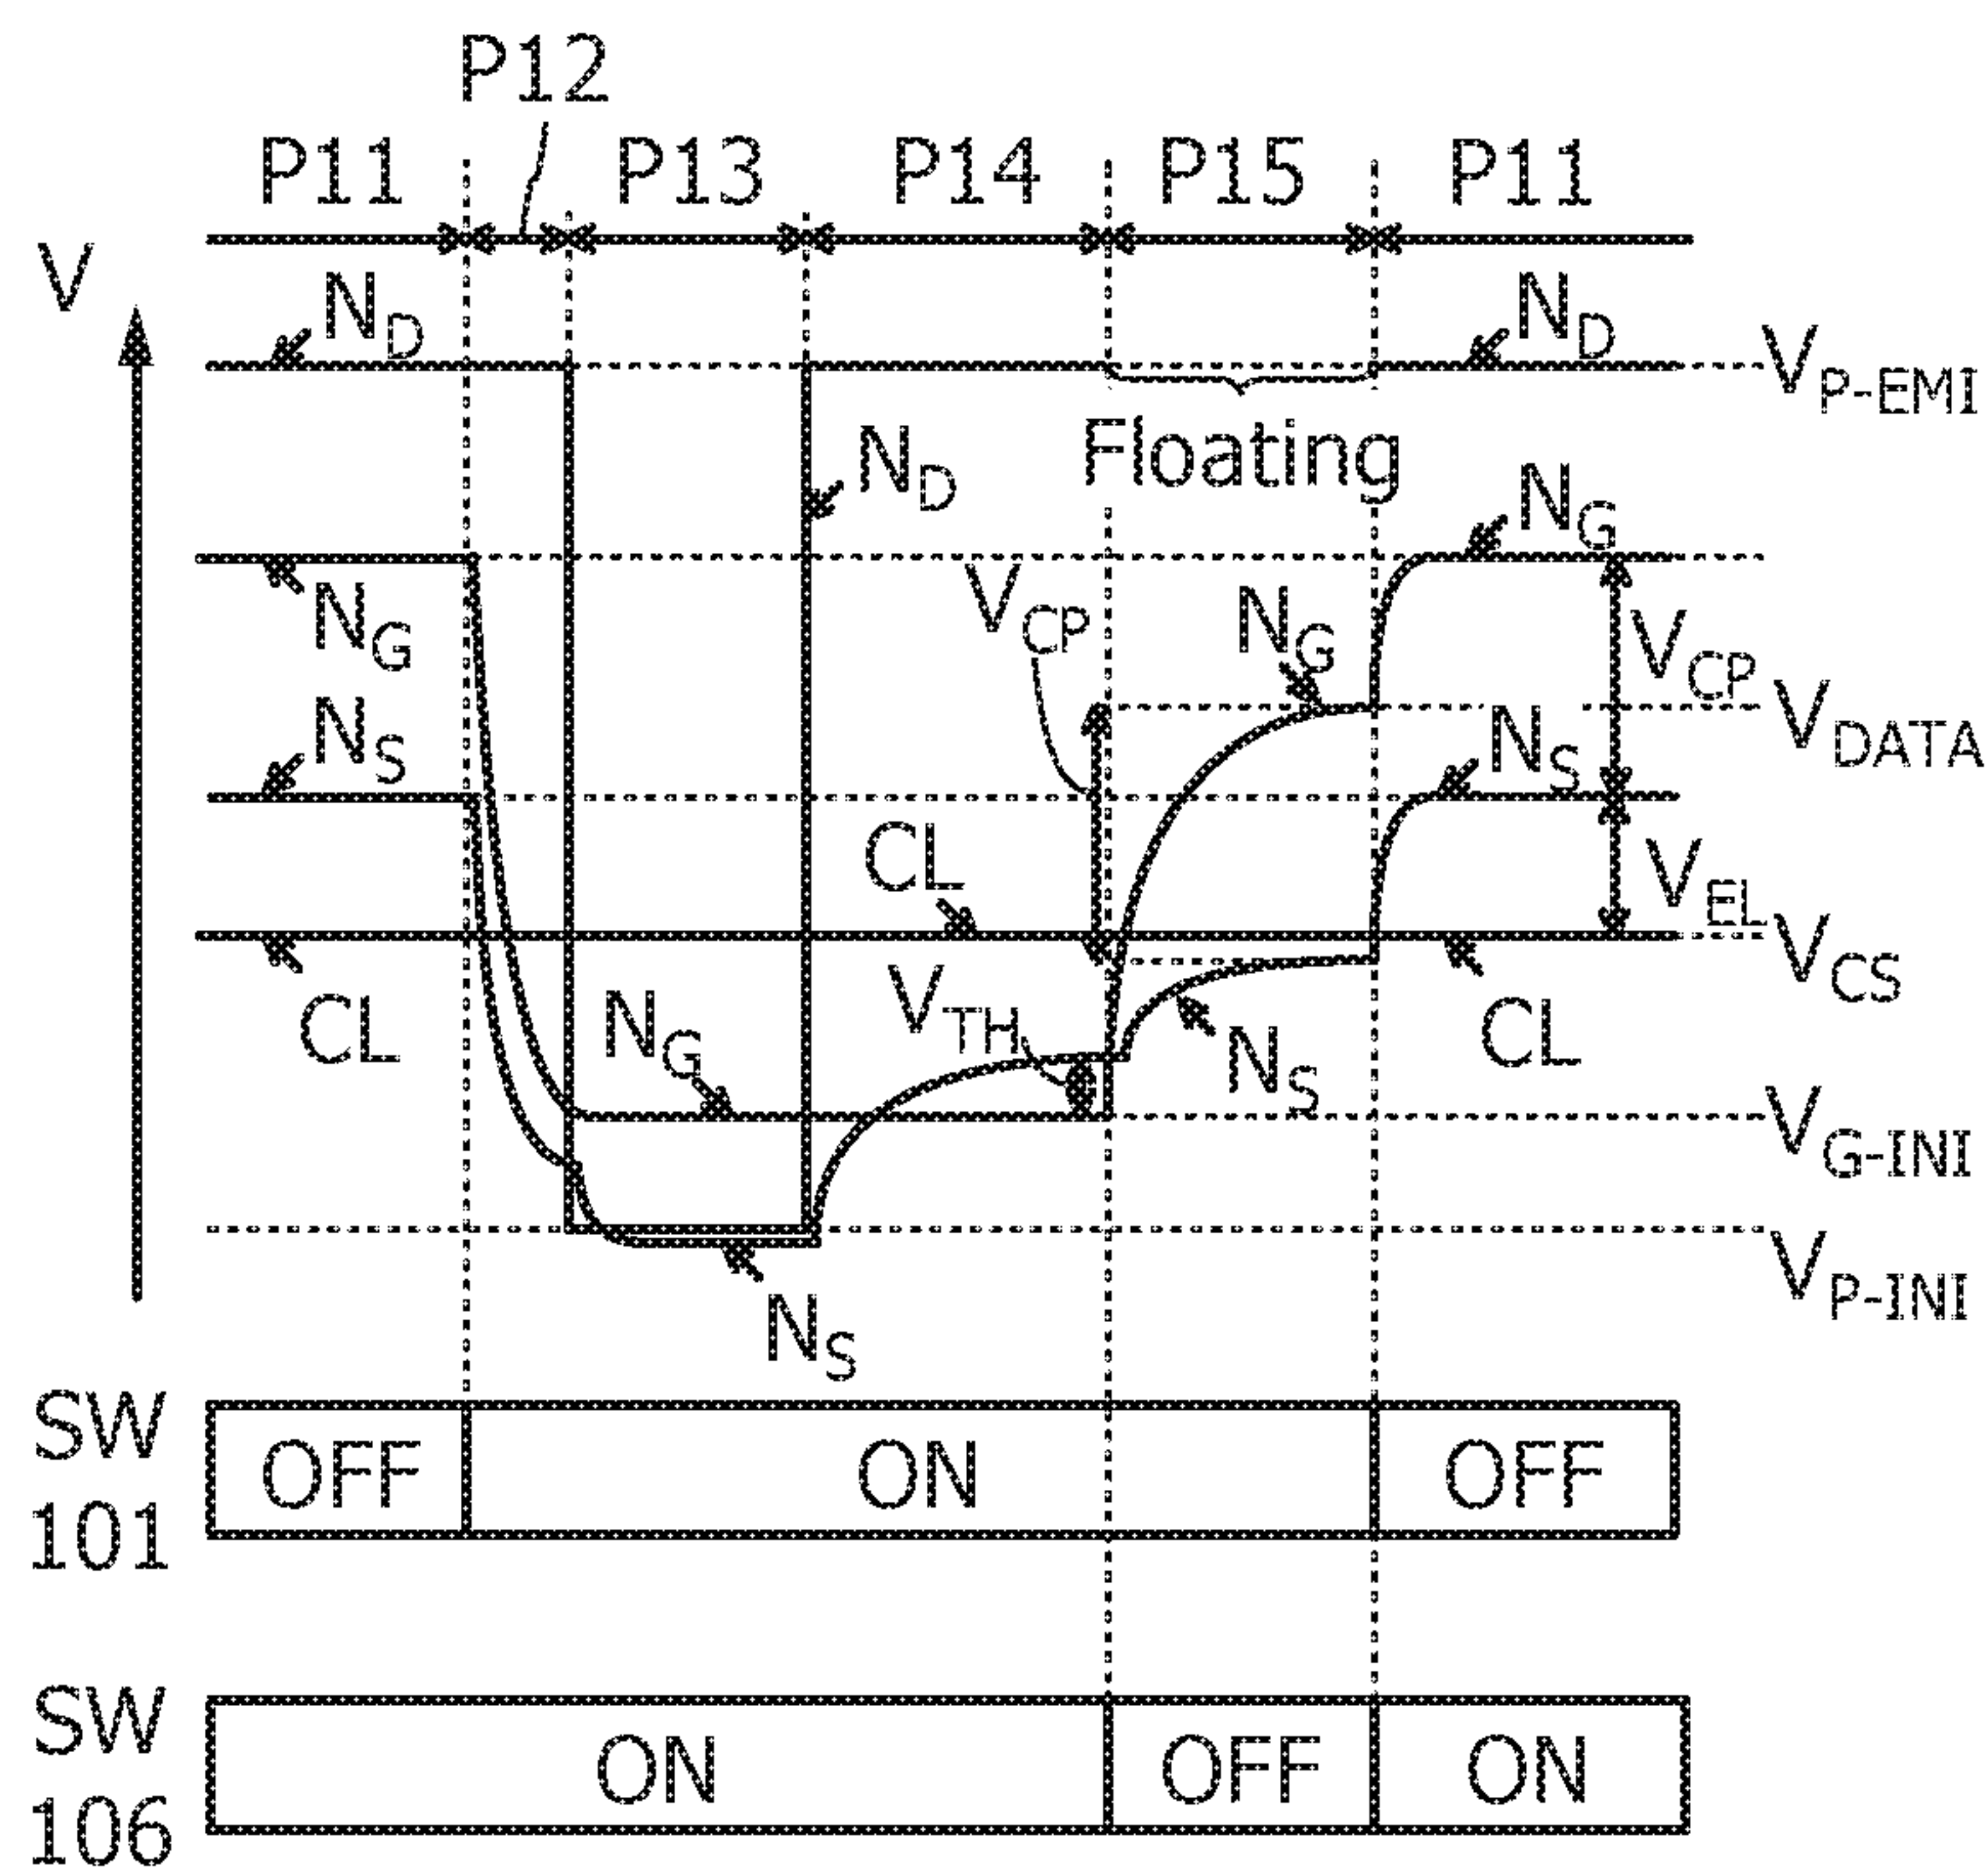 P12
P11 P13 P14 P15 P11
V
N_D N_D
V_P-EMI
N_D
Floating
N_G
N_G
V_CP
N_G
V_CP
N_S
N_S
V_DATA
CL
V_EL
V_CS
CL
N_G
V_TH
N_S
CL
V_G-INI
V_P-INI
N_S
SW
101
OFF ON OFF
SW
106
ON OFF ON